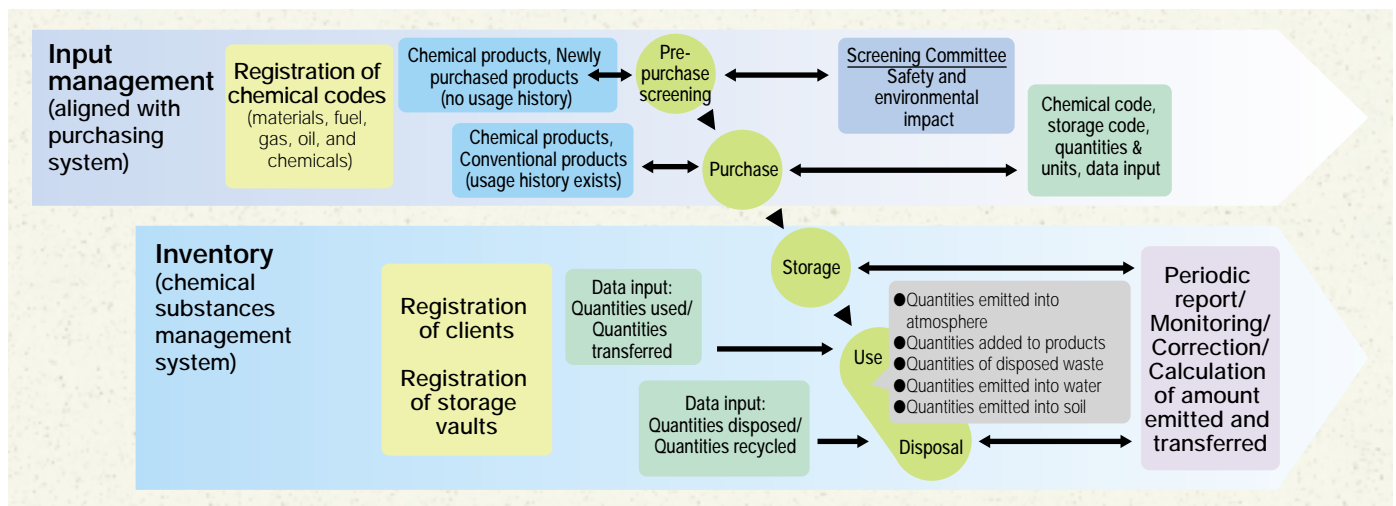 Input
management
(aligned with
purchasing
system)
Registration of
chemical codes
(materials, fuel,
gas, oil, and
chemicals)
Chemical products, Newly
purchased products
(no usage history)
Pre-
purchase
screening
Screening Committee
Safety and
environmental
impact
Chemical products,
Conventional products
(usage history exists)
Purchase
Chemical code,
storage code,
quantities &
units, data input
Inventory
(chemical
substances
management
system)
Registration
of clients
Registration
of storage
vaults
Data input:
Quantities used/
Quantities
transferred
Storage
Use
●Quantities emitted into
atmosphere
●Quantities added to products
●Quantities of disposed waste
●Quantities emitted into water
●Quantities emitted into soil
Data input:
Quantities disposed/
Quantities recycled
Disposal
Periodic
report/
Monitoring/
Correction/
Calculation
of amount
emitted and
transferred